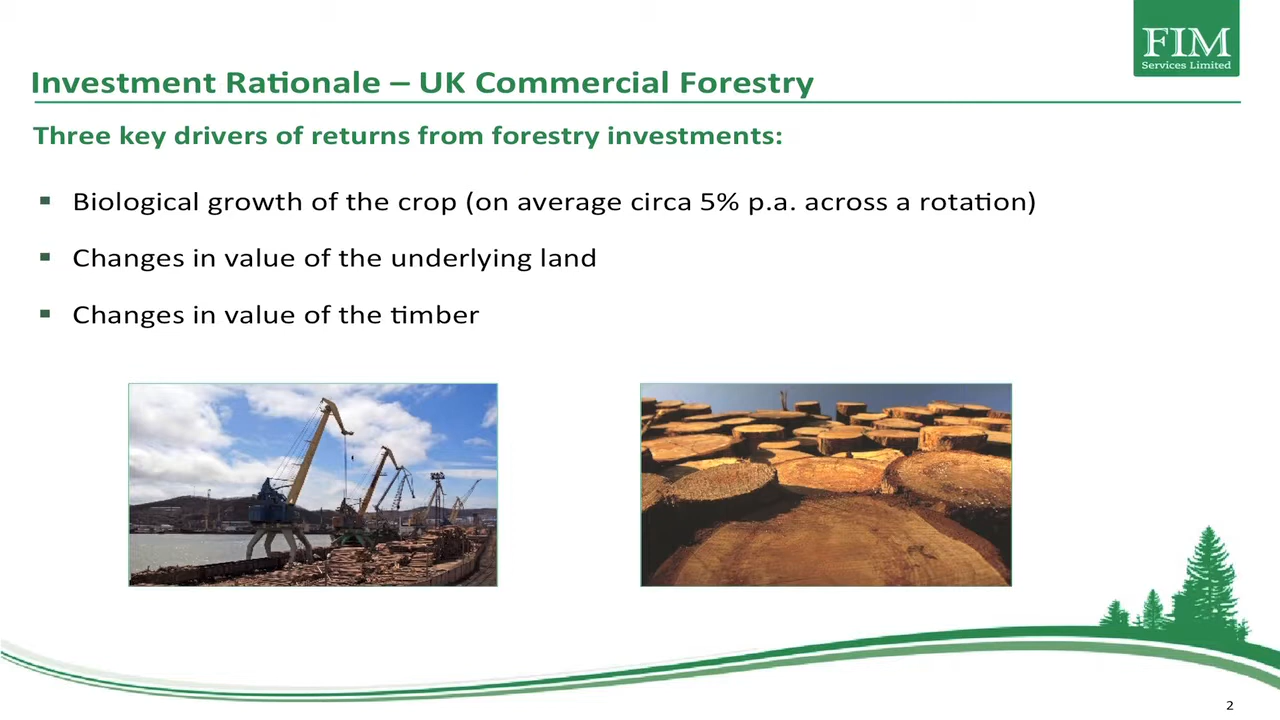 FIM
Services Limited
Investment Rationale – UK Commercial Forestry
Three key drivers of returns from forestry investments:
▪ Biological growth of the crop (on average circa 5% p.a. across a rotation)
▪ Changes in value of the underlying land
▪ Changes in value of the timber
2